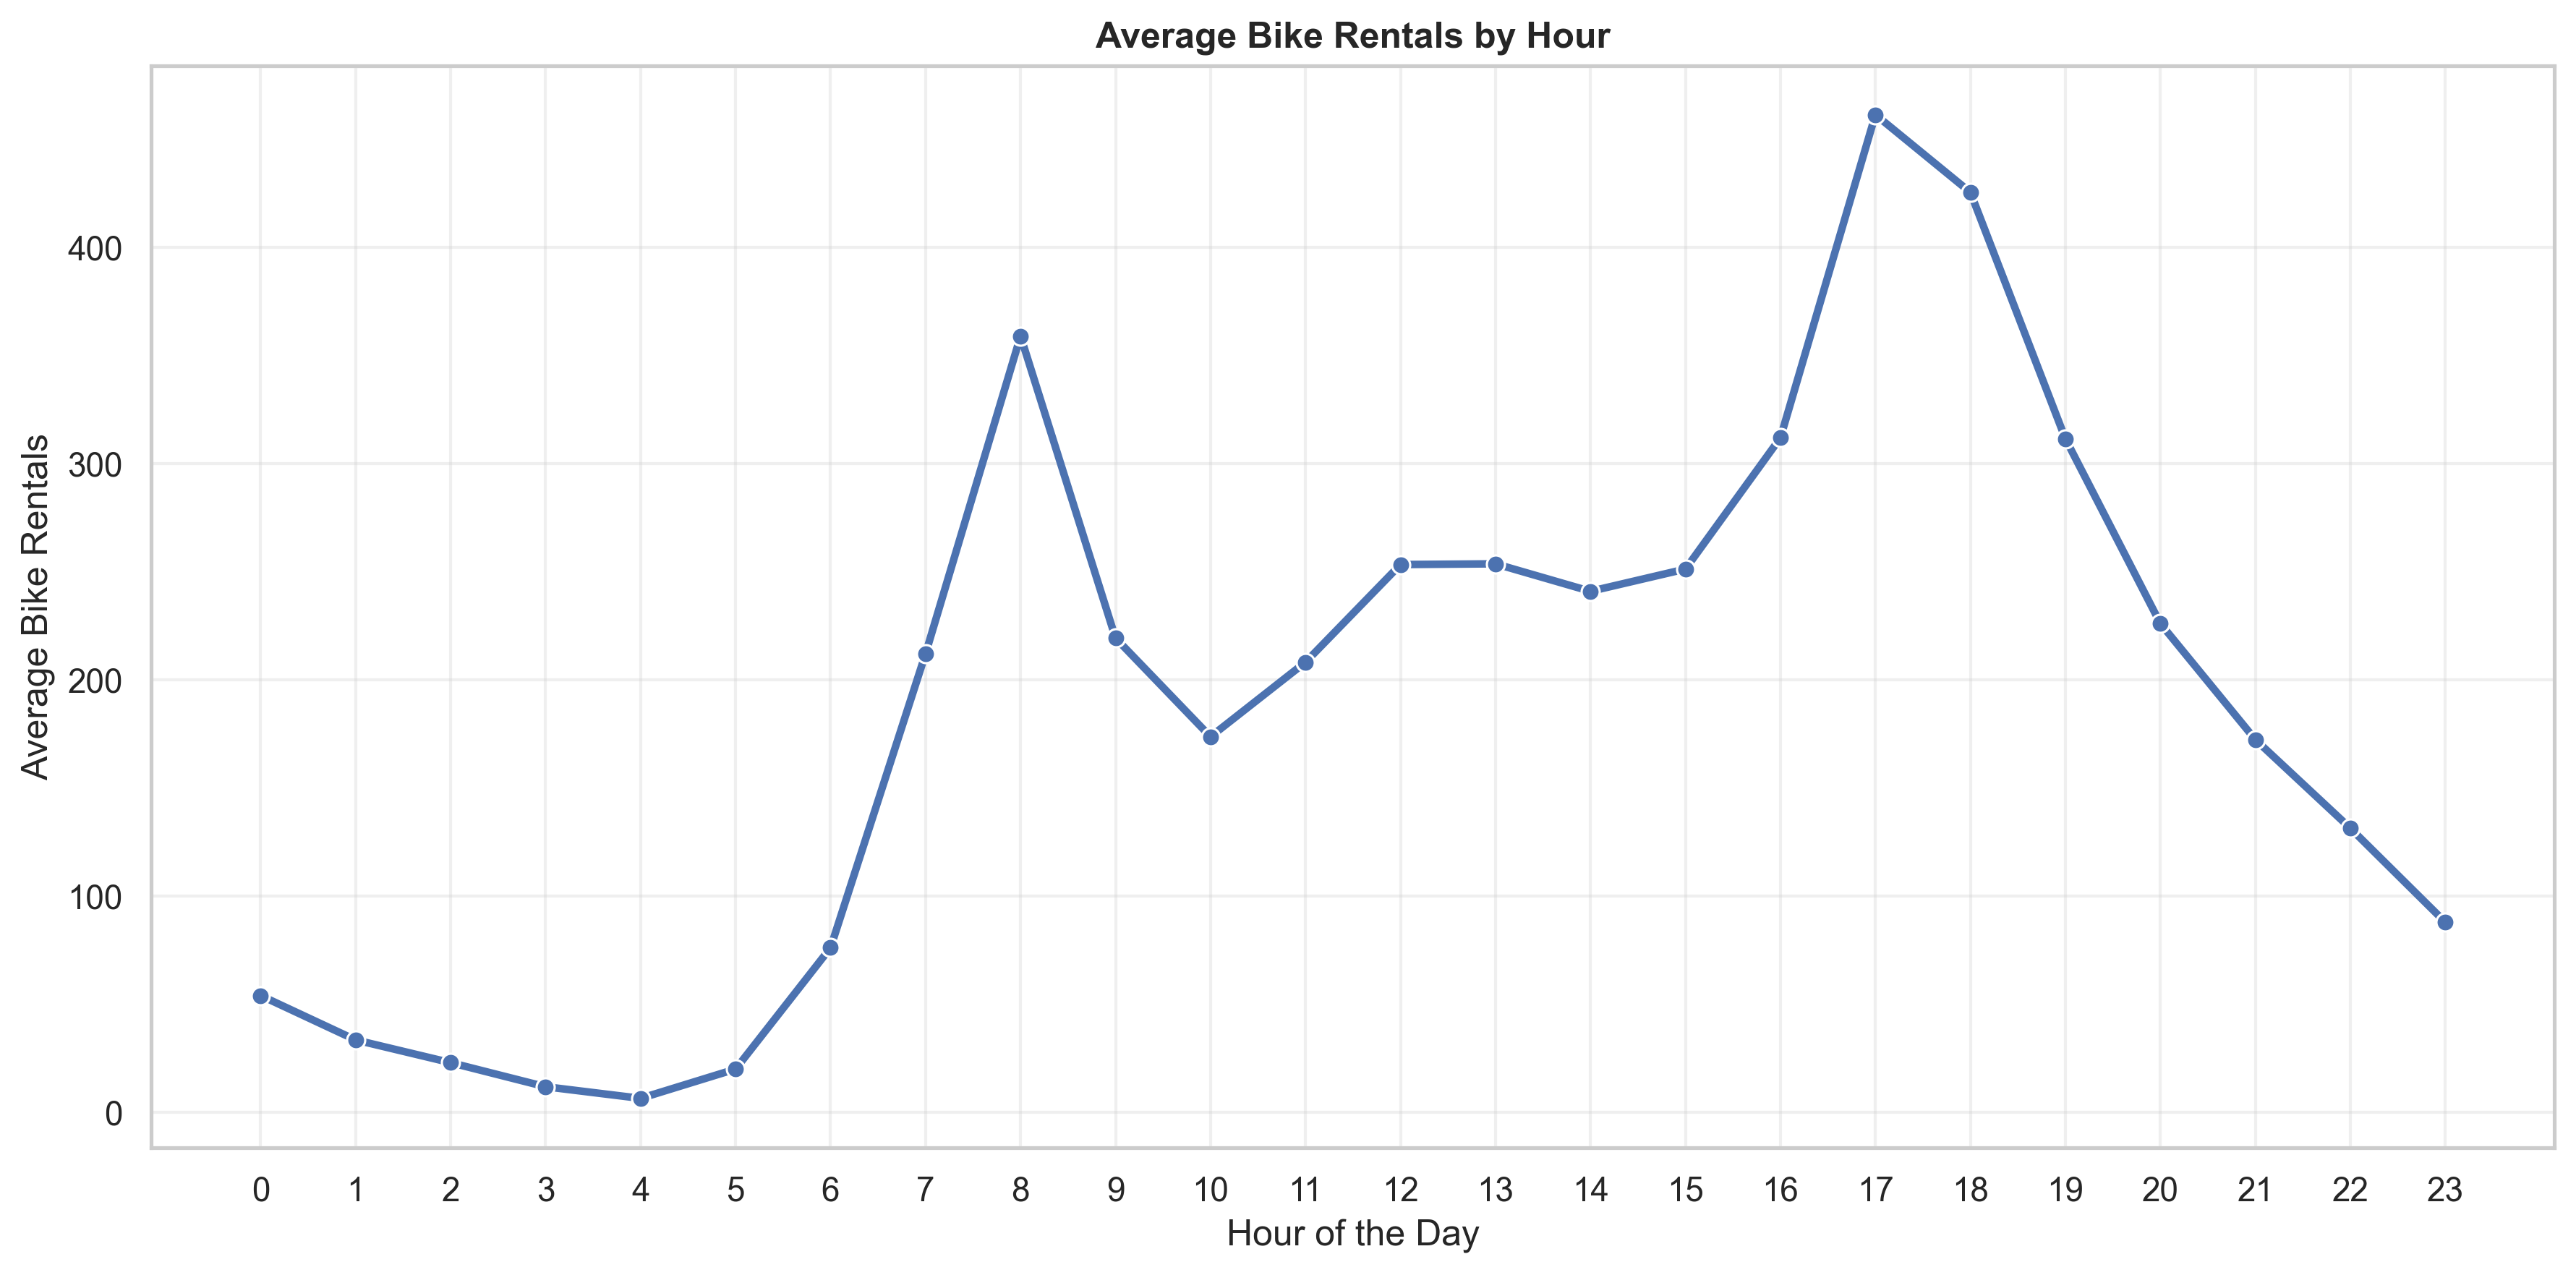 Average Bike Rentals by Hour
Average Bike Rentals
400
300
200
100
0
0 1 2 3 4 5 6 7 8 9 10 11 12 13 14 15 16 17 18 19 20 21 22 23
Hour of the Day